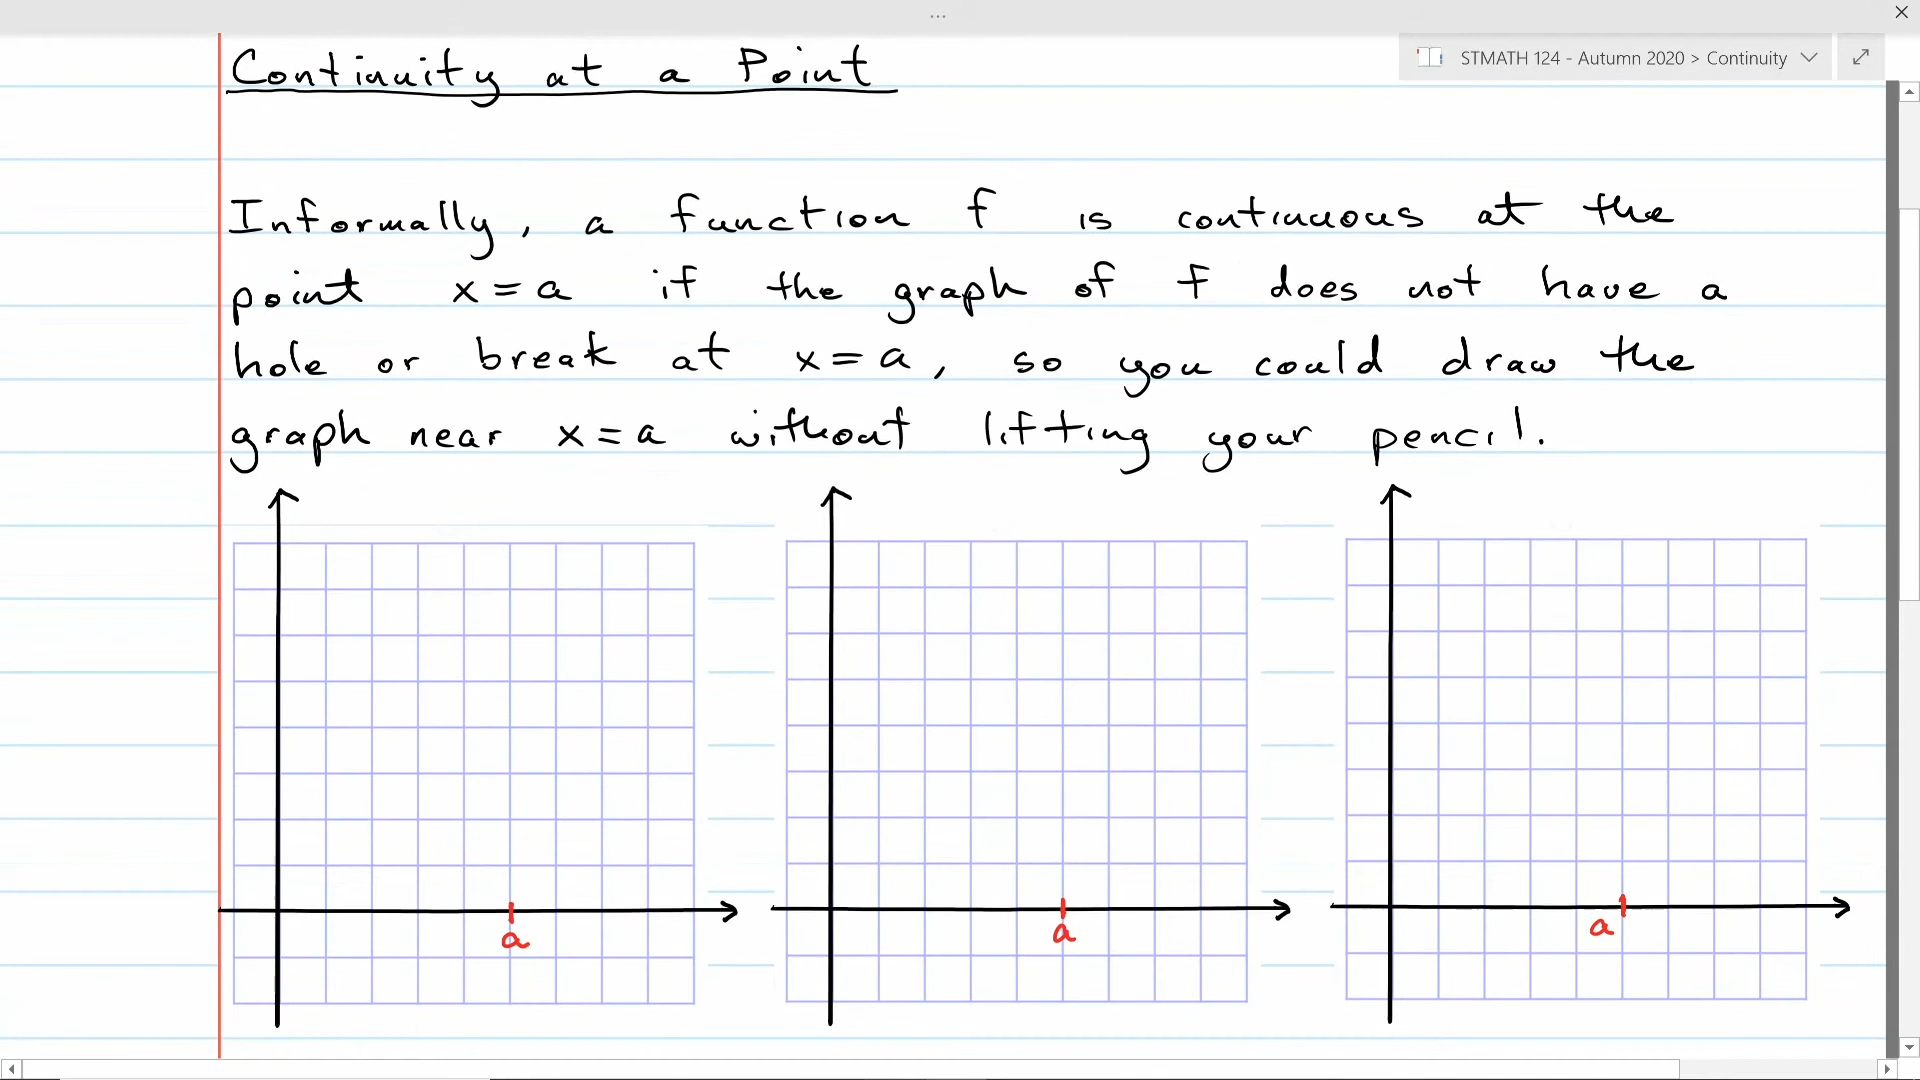 ...
STMATH 124 - Autumn 2020 > Continuity
Continuity at a Point
Informally, a function f is continuous at the
point x = a if the graph of f does not have a
hole or break at x = a, so you could draw the
graph near x = a without lifting your pencil.
a a a